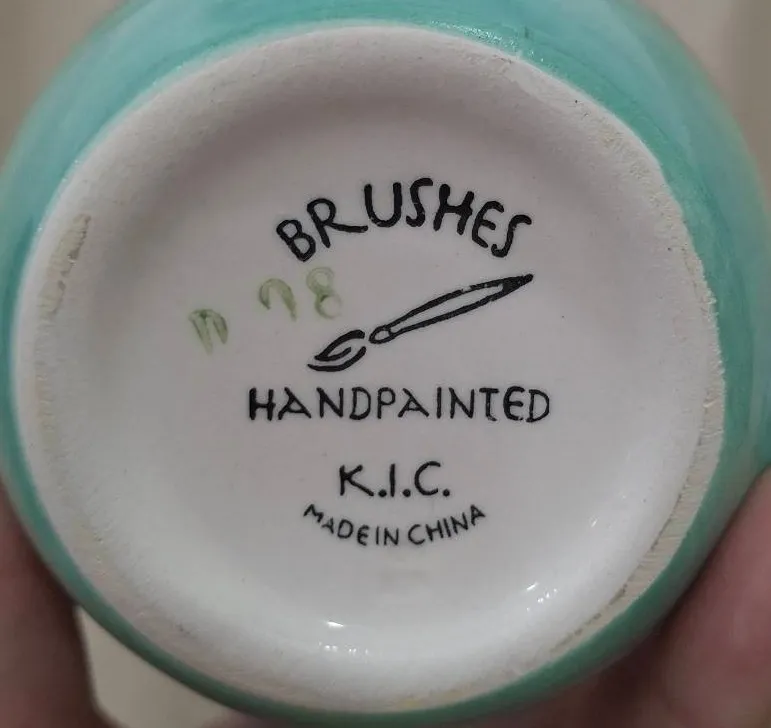 BRUSHES
HANDPAINTED
K.I.C.
MADE IN CHINA